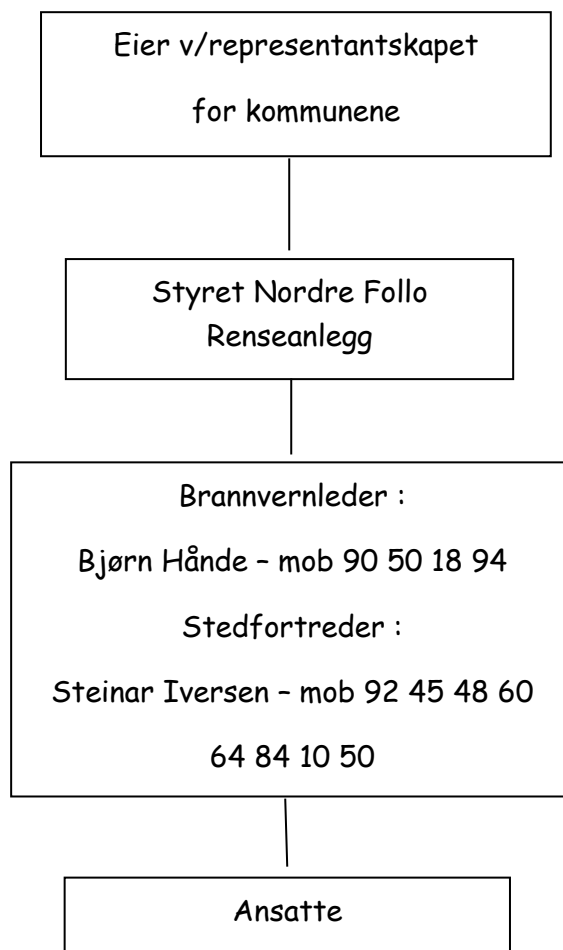 Eier v/representantskapet
for kommunene
Styret Nordre Follo
Renseanlegg
Brannvernleder :
Bjørn Hånde – mob 90 50 18 94
Stedfortreder :
Steinar Iversen – mob 92 45 48 60
64 84 10 50
Ansatte